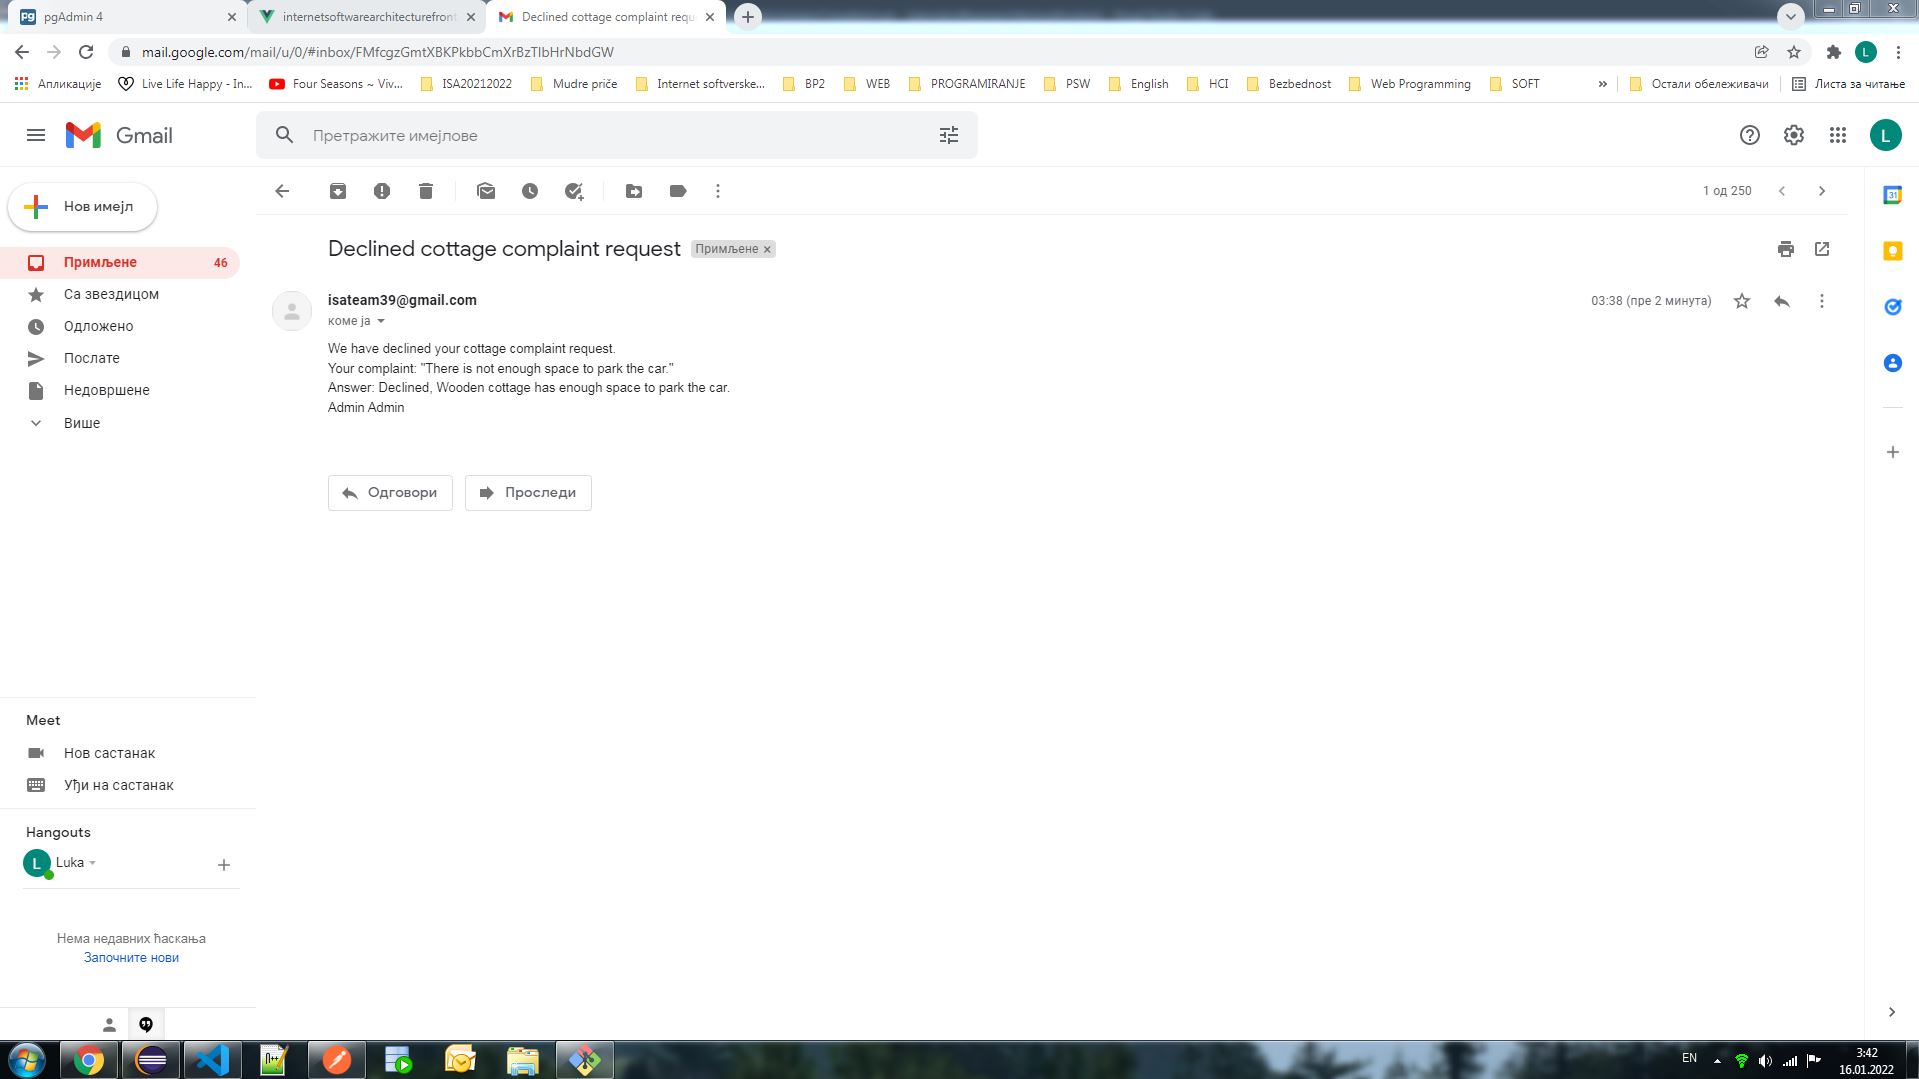 pgAdmin 4
internetsoftwarearchitecturefront
Declined cottage complaint requ
mail.google.com/mail/u/0/#inbox/FMfcgzGmtXBKPkbbCmXrBzTlbHrNbdGW
L
Апликације
Live Life Happy - In...
Four Seasons ~ Viv...
ISA20212022
Mudre priče
Internet softverske...
BP2
WEB
PROGRAMIRANJE
PSW
English
HCI
Bezbednost
Web Programming
SOFT
»
Остали обележивачи
Листа за читање
Gmail
Претражите имејлове
L
Нов имејл
1 од 250
Примљене 46
Са звездицом
Одложено
Послате
Недовршене
Више
Declined cottage complaint request Примљене ×
isateam39@gmail.com
03:38 (пре 2 минута)
коме ја
We have declined your cottage complaint request.
Your complaint: "There is not enough space to park the car."
Answer: Declined, Wooden cottage has enough space to park the car.
Admin Admin
Одговори
Проследи
31
Meet
Нов састанак
Уђи на састанак
Hangouts
L Luka
Нема недавних ћаскања
Започните нови
EN
3:42
16.01.2022